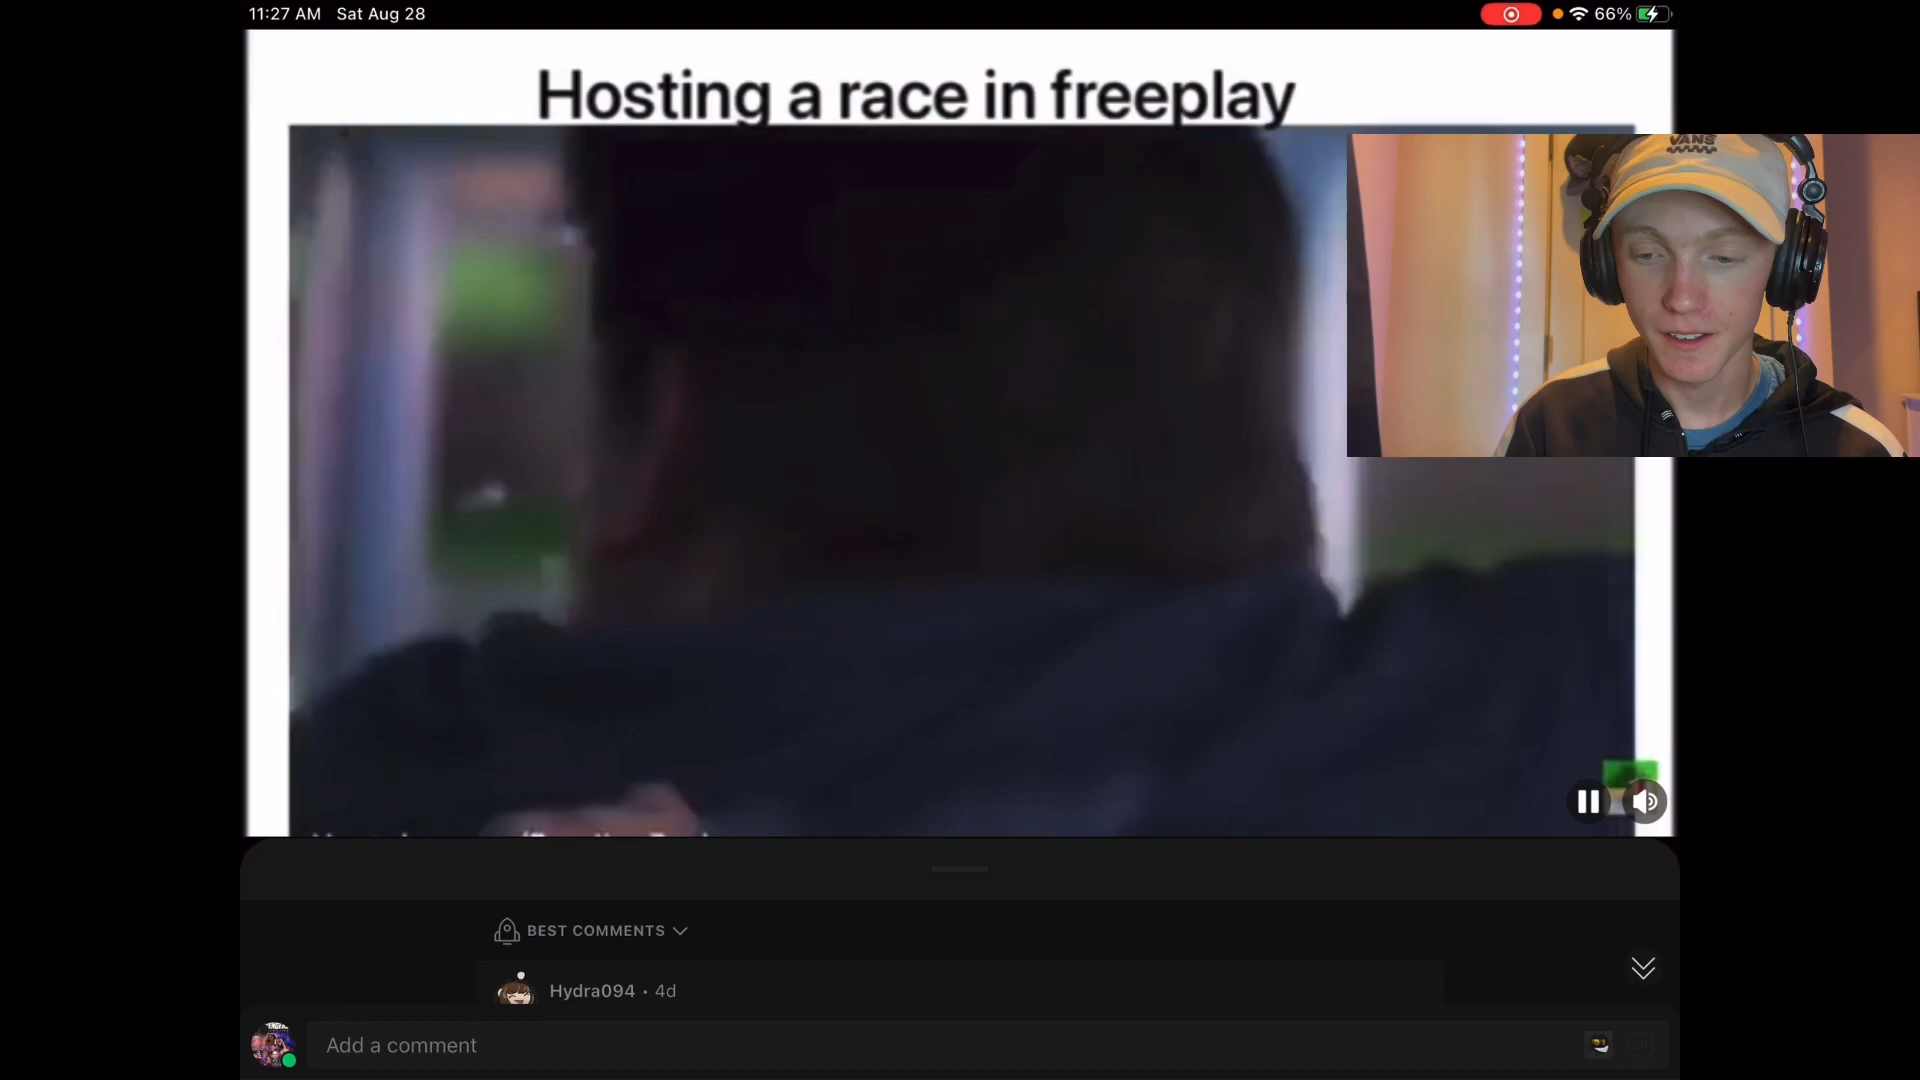 11:27 AM Sat Aug 28
66%
Hosting a race in freeplay
VANS
BEST COMMENTS
Hydra094 • 4d
Add a comment